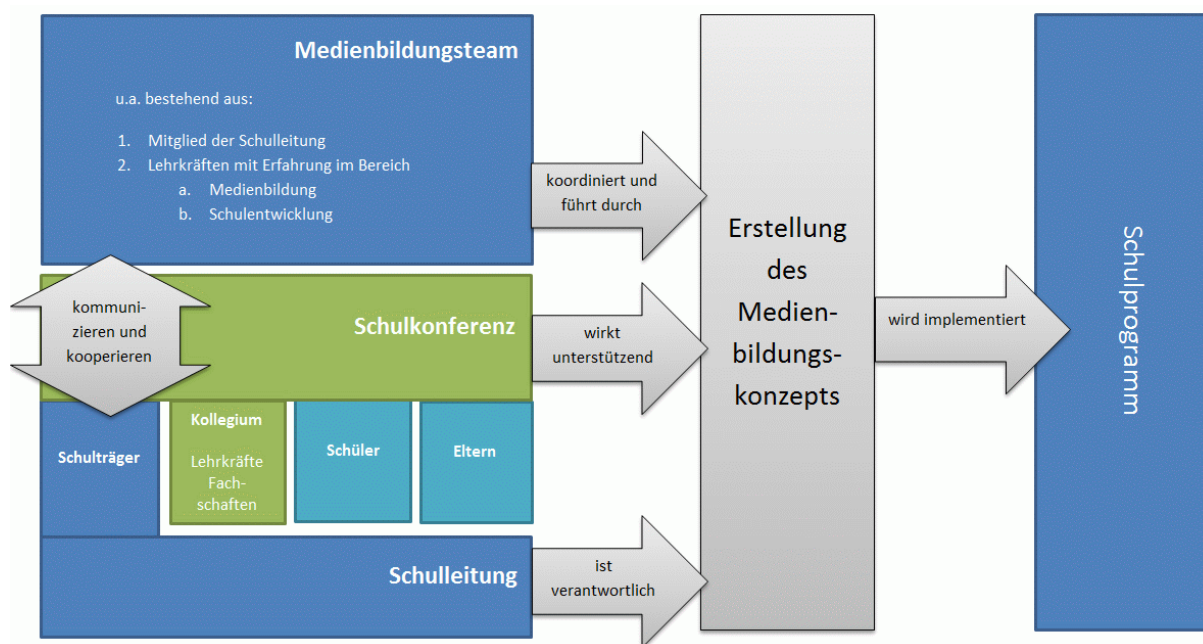 Medienbildungsteam
u.a. bestehend aus:
1. Mitglied der Schulleitung
2. Lehrkräften mit Erfahrung im Bereich
a. Medienbildung
b. Schulentwicklung
koordiniert und
führt durch
kommuni-
zieren und
kooperieren
Schulkonferenz
wirkt
unterstützend
Schulträger
Kollegium
Lehrkräfte
Fach-
schaften
Schüler
Eltern
Schulleitung
ist
verantwortlich
Erstellung
des
Medien-
bildungs-
konzepts
wird implementiert
Schulprogramm